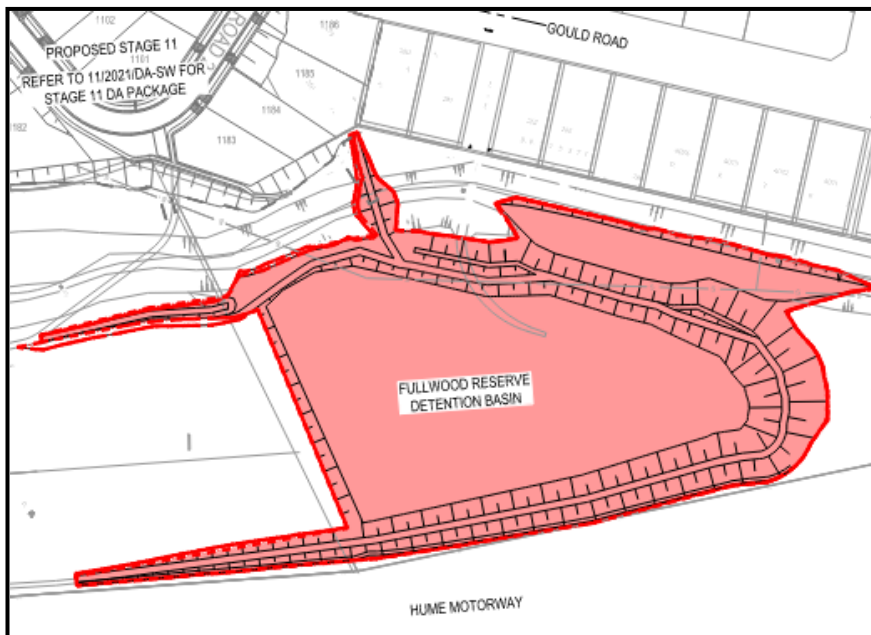 1186
1102
GOULD ROAD
PROPOSED STAGE 11
ROAD
1101
REFER TO 11/2021/DA-SW FOR
1185
STAGE 11 DA PACKAGE
1184
1182
1183
FULLWOOD RESERVE
DETENTION BASIN
HUME MOTORWAY